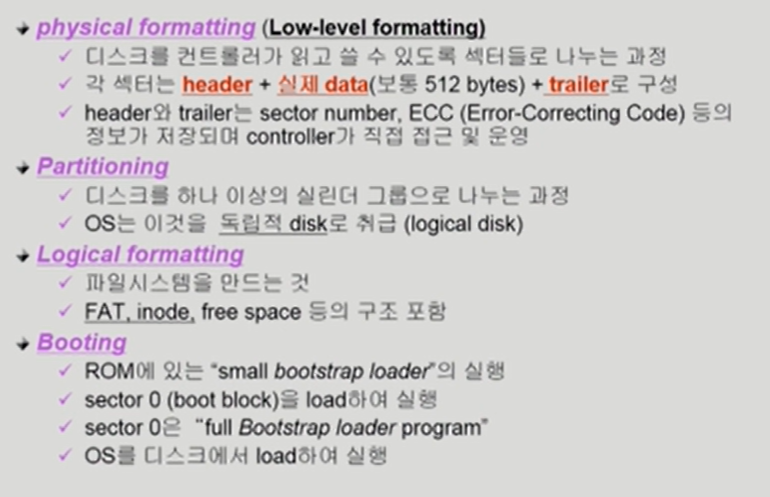 physical formatting (Low-level formatting)
디스크를 컨트롤러가 읽고 쓸 수 있도록 섹터들로 나누는 과정
각 섹터는 header + 실제 data(보통 512 bytes) + trailer로 구성
header와 trailer는 sector number, ECC (Error-Correcting Code) 등의
정보가 저장되며 controller가 직접 접근 및 운영
Partitioning
디스크를 하나 이상의 실린더 그룹으로 나누는 과정
OS는 이것을 독립적 disk로 취급 (logical disk)
Logical formatting
파일시스템을 만드는 것
FAT, inode, free space 등의 구조 포함
Booting
ROM에 있는 “small bootstrap loader”의 실행
sector 0 (boot block)을 load하여 실행
sector 0은 “full Bootstrap loader program”
OS를 디스크에서 load하여 실행